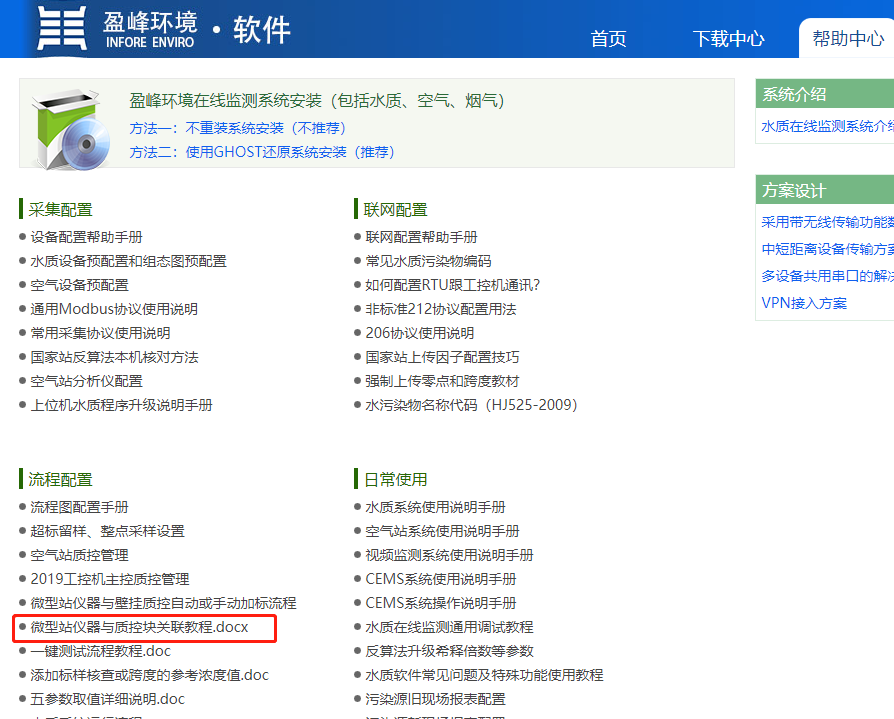 盈峰环境
INFORE ENVIRO
·软件
首页
下载中心
帮助中心
盈峰环境在线监测系统安装（包括水质、空气、烟气）
方法一：不重装系统安装（不推荐）
方法二：使用GHOST还原系统安装（推荐）
系统介绍
水质在线监测系统介绍
方案设计
采用带无线传输功能数
中短距离设备传输方案
多设备共用串口的解决
VPN接入方案
采集配置
设备配置帮助手册
水质设备预配置和组态图预配置
空气设备预配置
通用Modbus协议使用说明
常用采集协议使用说明
国家站反算法本机核对方法
空气站分析仪配置
上位机水质程序升级说明手册
联网配置
联网配置帮助手册
常见水质污染物编码
如何配置RTU跟工控机通讯?
非标准212协议配置用法
206协议使用说明
国家站上传因子配置技巧
强制上传零点和跨度教材
水污染物名称代码（HJ525-2009）
流程配置
流程图配置手册
超标留样、整点采样设置
空气站质控管理
2019工控机主控质控管理
微型站仪器与壁挂质控自动或手动加标流程
微型站仪器与质控块关联教程.docx
一键测试流程教程.doc
添加标样核查或跨度的参考浓度值.doc
五参数取值详细说明.doc
日常使用
水质系统使用说明手册
空气站系统使用说明手册
视频监测系统使用说明手册
CEMS系统使用说明手册
CEMS系统操作说明手册
水质在线监测通用调试教程
反算法升级希释倍数等参数
水质软件常见问题及特殊功能使用教程
污染源旧现场报表配置